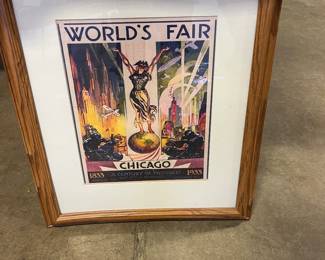 WORLD'S FAIR
CHICAGO
1833 A CENTURY OF PROGRESS 1933